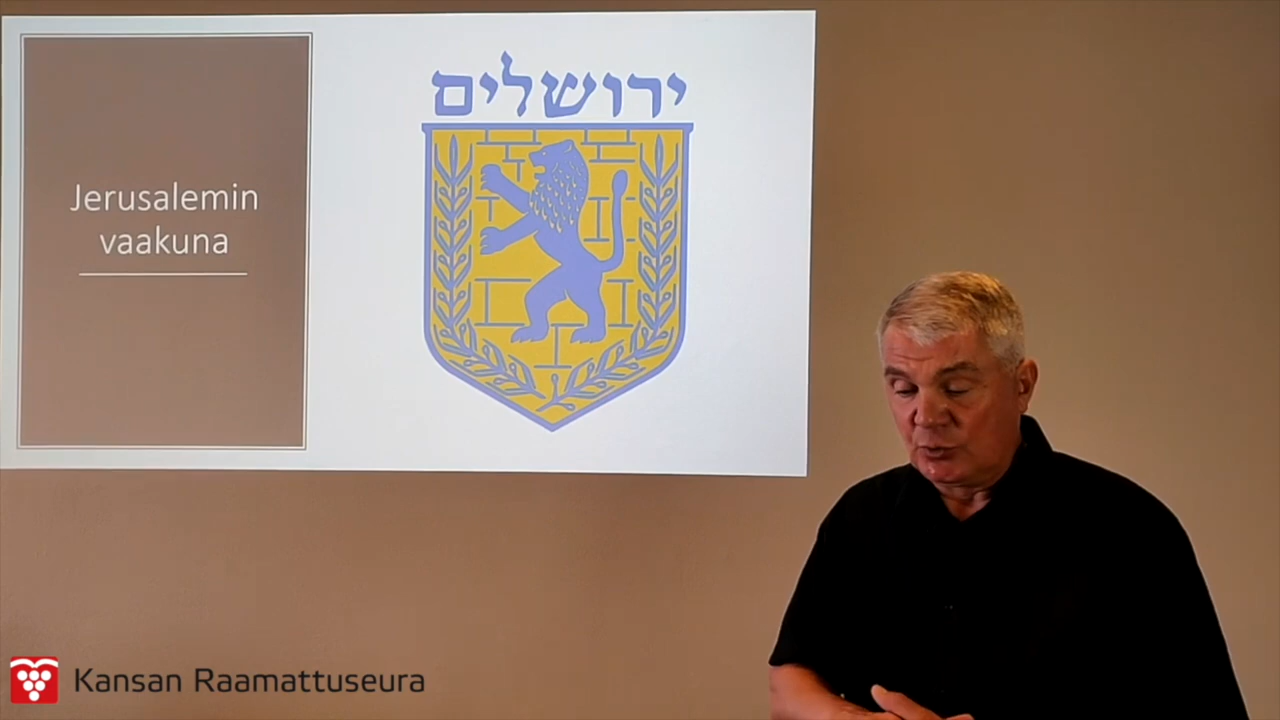 Jerusalemin
vaakuna
ירושלים
Kansan Raamattuseura